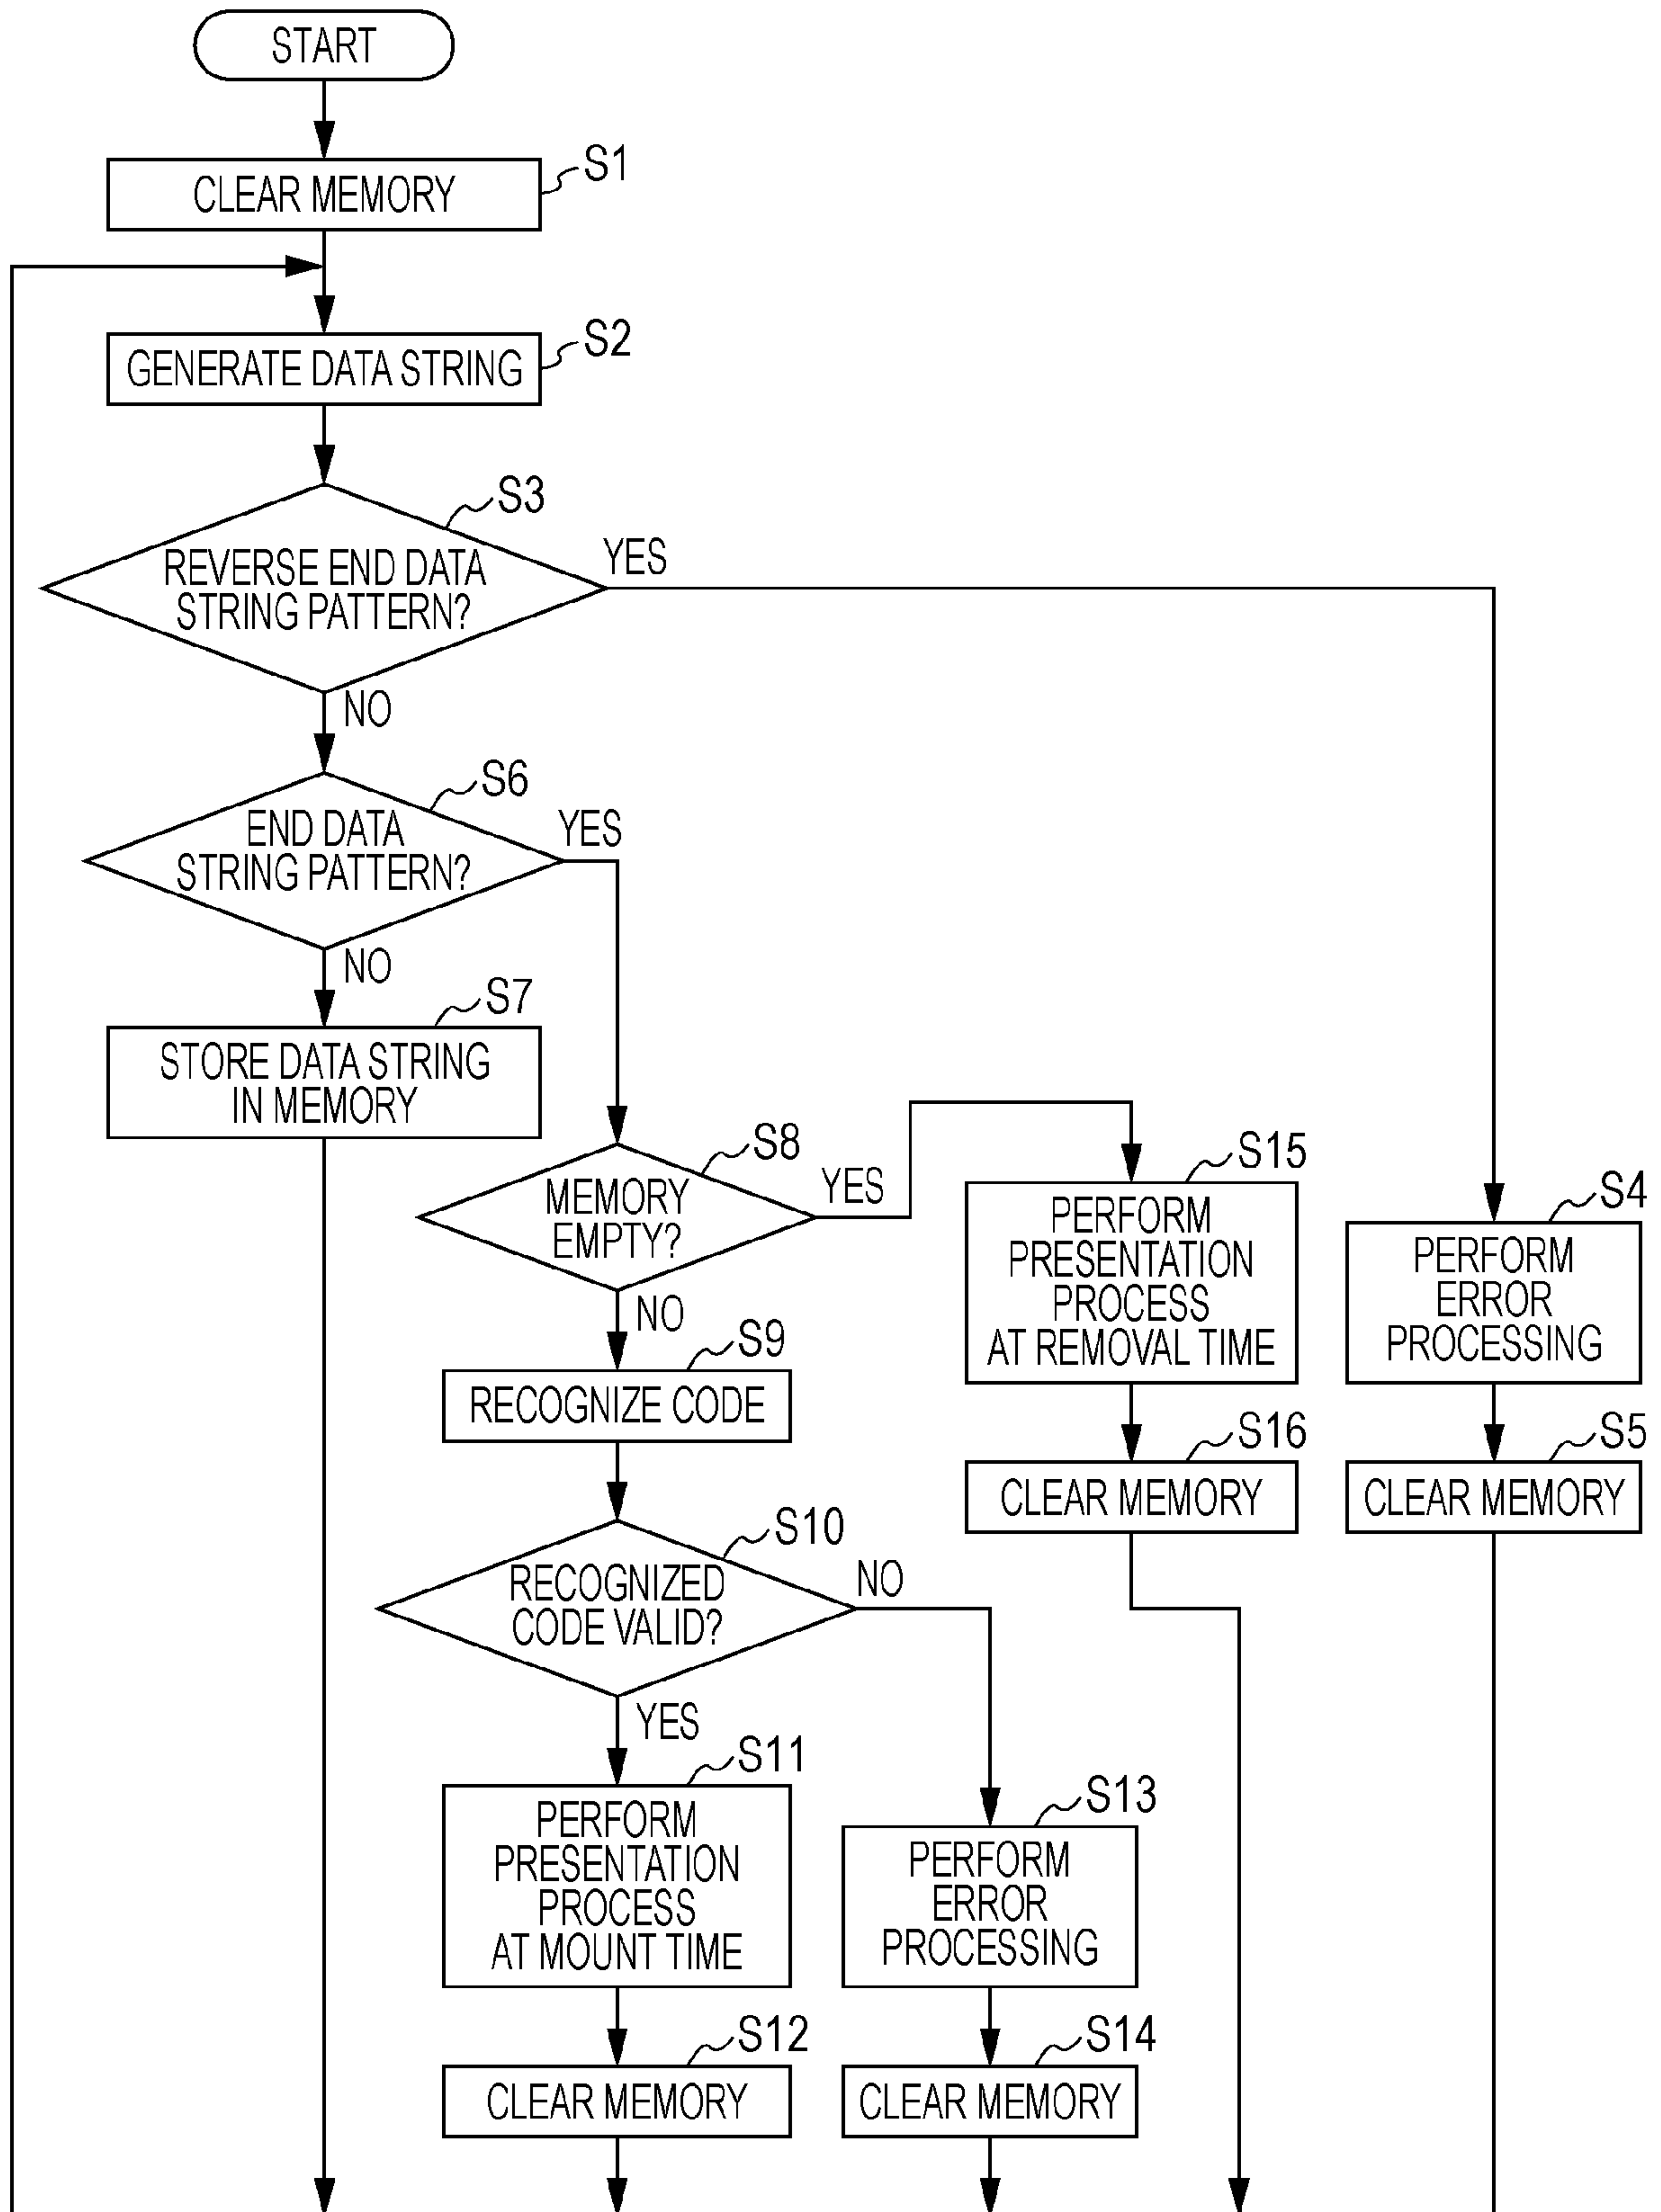 START
S1
CLEAR MEMORY
S2
GENERATE DATA STRING
S3
REVERSE END DATA
STRING PATTERN?
YES
NO
S6
END DATA
STRING PATTERN?
YES
NO
S7
STORE DATA STRING
IN MEMORY
S8
MEMORY
EMPTY?
YES
NO
S15
PERFORM
PRESENTATION
PROCESS
AT REMOVAL TIME
S4
PERFORM
ERROR
PROCESSING
S9
RECOGNIZE CODE
S16
CLEAR MEMORY
S5
CLEAR MEMORY
S10
RECOGNIZED
CODE VALID?
NO
YES
S11
PERFORM
PRESENTATION
PROCESS
AT MOUNT TIME
S13
PERFORM
ERROR
PROCESSING
S12
CLEAR MEMORY
S14
CLEAR MEMORY